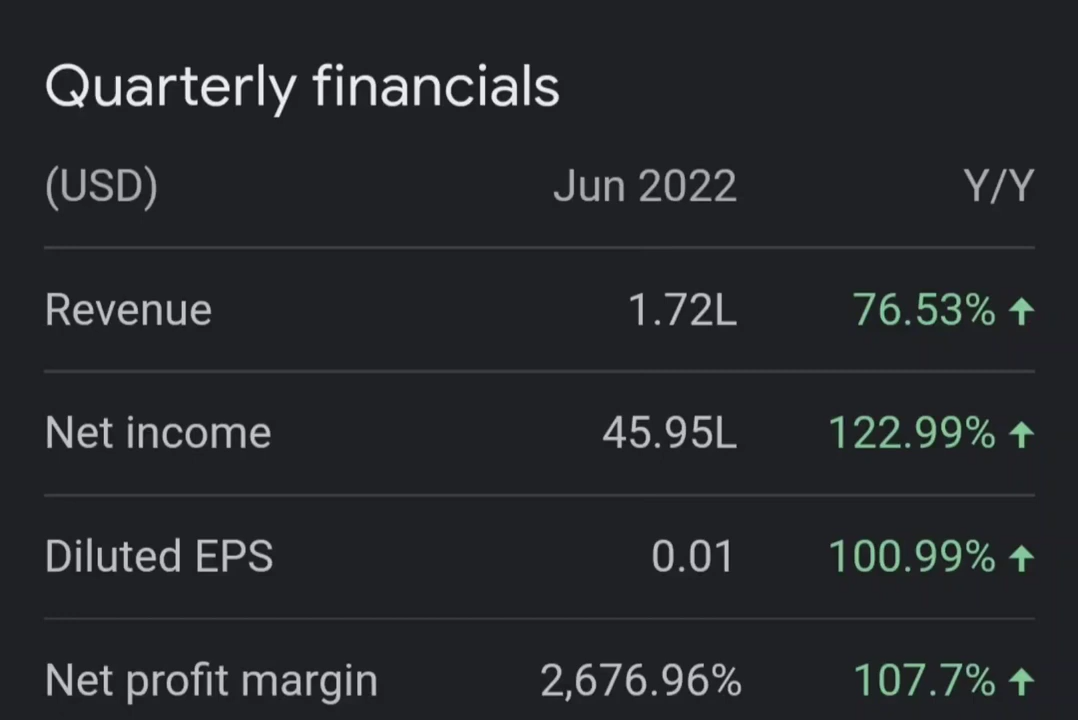 Quarterly financials
(USD) Jun 2022 Y/Y
Revenue 1.72L 76.53% ↑
Net income 45.95L 122.99% ↑
Diluted EPS 0.01 100.99% ↑
Net profit margin 2,676.96% 107.7% ↑